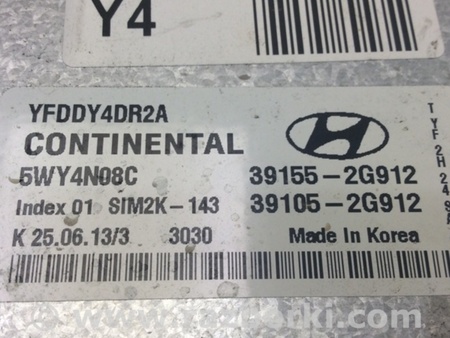 Y4
YFDDY4DR2A
CONTINENTAL
5WY4N08C 39155-2G912
Index 01 SIM2K-143 39105-2G912
K 25.06.13/3 3030 Made in Korea